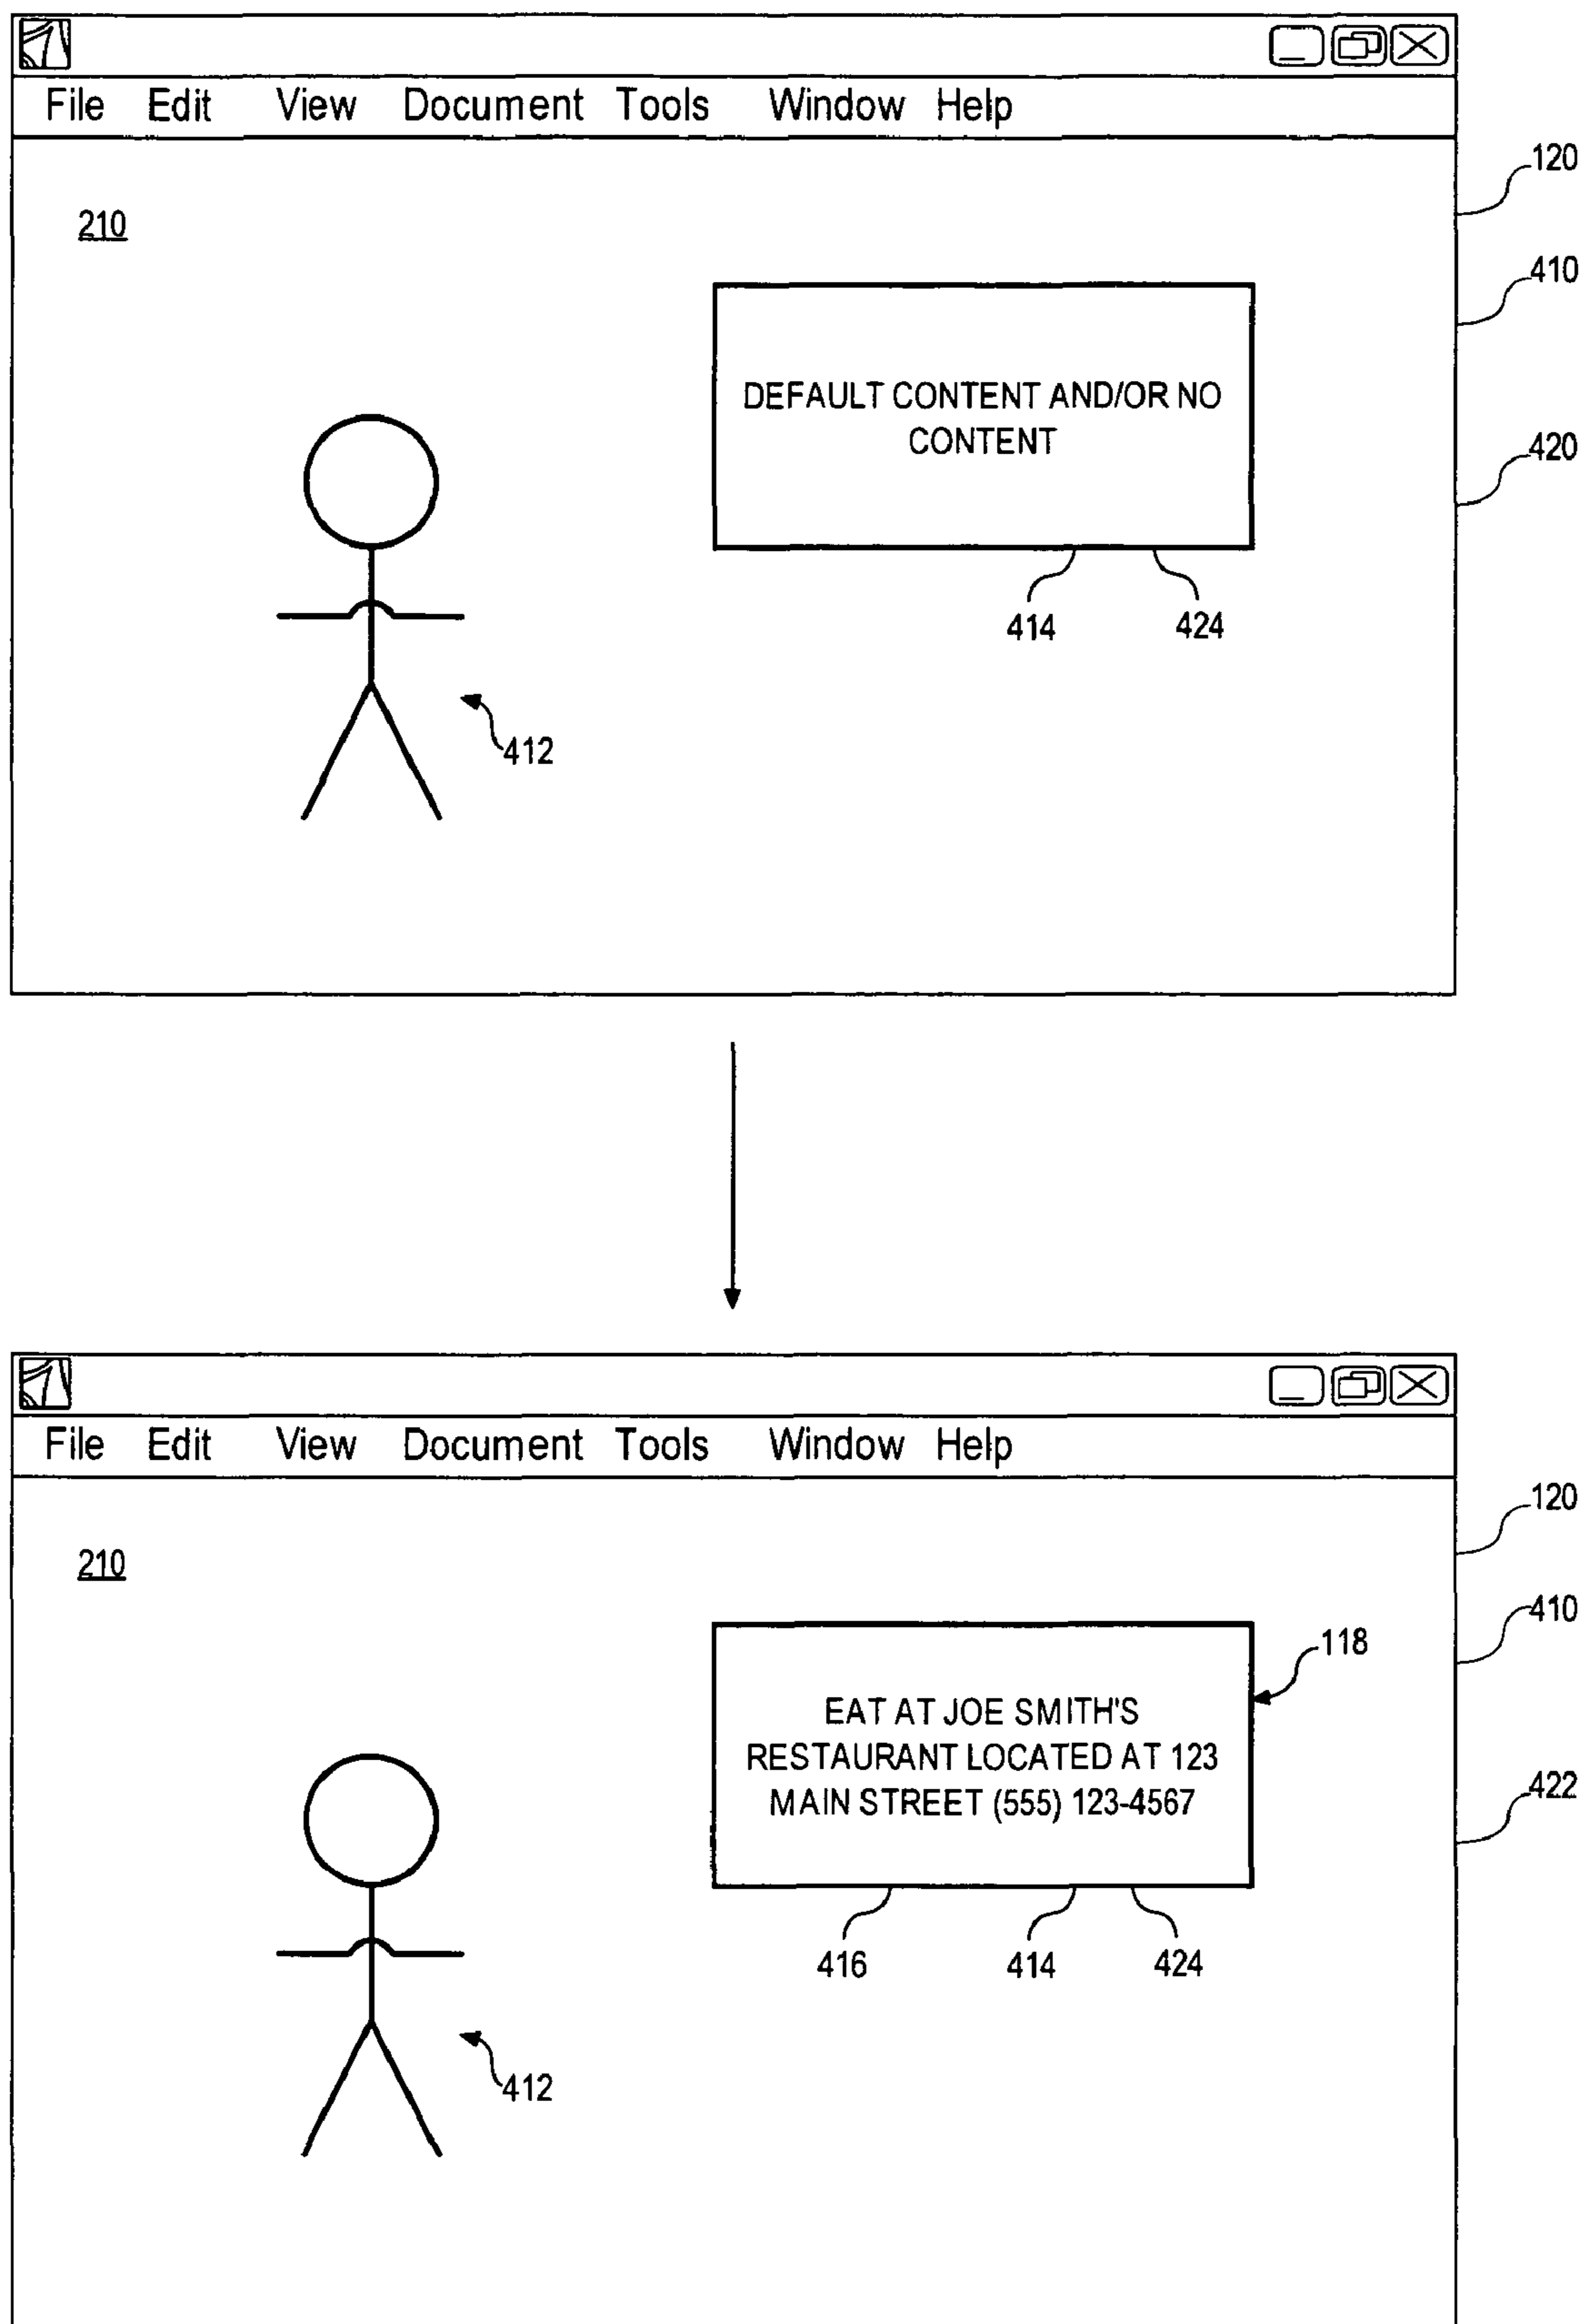 File Edit View Document Tools Window Help
120
210
410
DEFAULT CONTENT AND/OR NO
CONTENT
420
414 424
412
File Edit View Document Tools Window Help
120
210
410
118
EAT AT JOE SMITH'S
RESTAURANT LOCATED AT 123
MAIN STREET (555) 123-4567
422
416 414 424
412